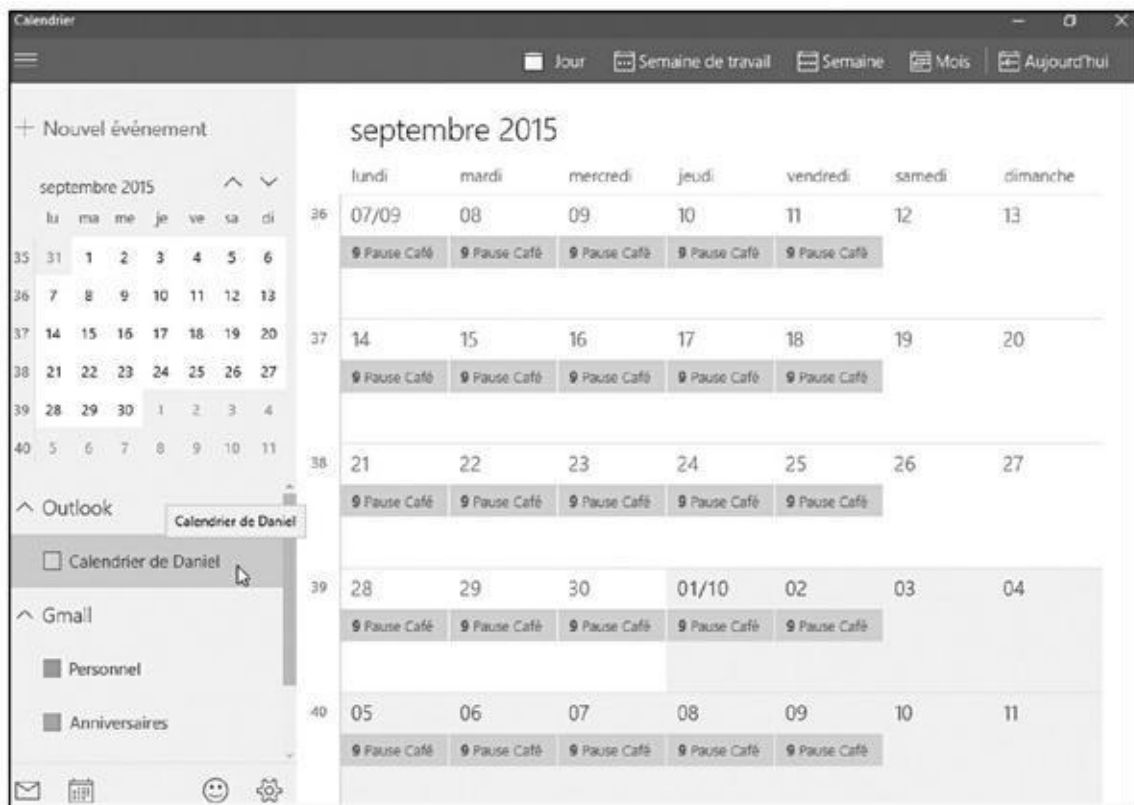 Calendrier
Jour Semaine de travail Semaine Mois Aujourd'hui
+ Nouvel événement
septembre 2015
lu ma me je ve sa di
35 31 1 2 3 4 5 6
36 7 8 9 10 11 12 13
37 14 15 16 17 18 19 20
38 21 22 23 24 25 26 27
39 28 29 30 1 2 3 4
40 5 6 7 8 9 10 11
Outlook
Calendrier de Daniel
Calendrier de Daniel
Gmail
Personnel
Anniversaires
septembre 2015
lundi mardi mercredi jeudi vendredi samedi dimanche
36 07/09 08 09 10 11 12 13
9 Pause Café 9 Pause Café 9 Pause Café 9 Pause Café 9 Pause Café
37 14 15 16 17 18 19 20
9 Pause Café 9 Pause Café 9 Pause Café 9 Pause Café 9 Pause Café
38 21 22 23 24 25 26 27
9 Pause Café 9 Pause Café 9 Pause Café 9 Pause Café 9 Pause Café
39 28 29 30 01/10 02 03 04
9 Pause Café 9 Pause Café 9 Pause Café 9 Pause Café 9 Pause Café
40 05 06 07 08 09 10 11
9 Pause Café 9 Pause Café 9 Pause Café 9 Pause Café 9 Pause Café